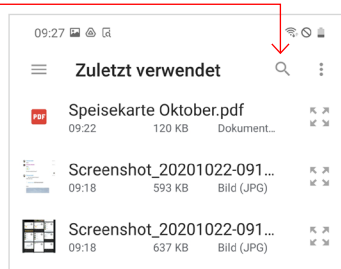 09:27
Zuletzt verwendet
PDF
Speisekarte Oktober.pdf
09:22 120 KB Dokument...
Screenshot_20201022-091...
09:18 593 KB Bild (JPG)
Screenshot_20201022-091...
09:18 637 KB Bild (JPG)